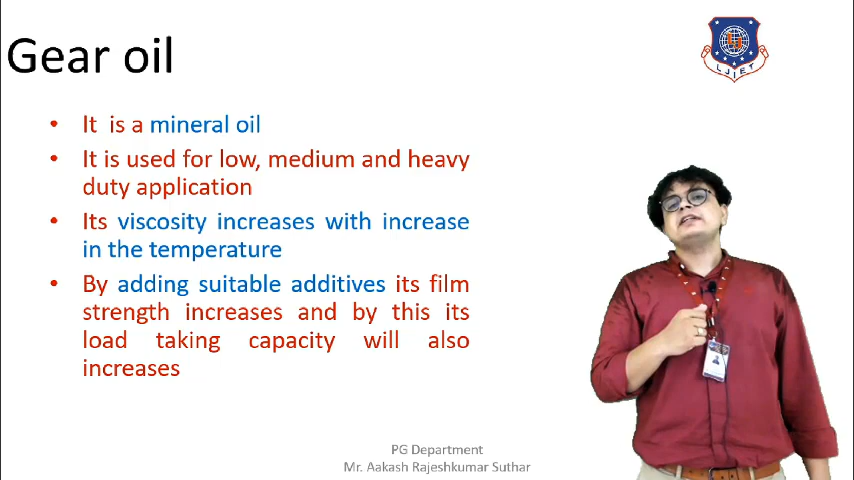 Gear oil
LJIET
• It is a mineral oil
• It is used for low, medium and heavy
duty application
• Its viscosity increases with increase
in the temperature
• By adding suitable additives its film
strength increases and by this its
load taking capacity will also
increases
PG Department
Mr. Aakash Rajeshkumar Suthar